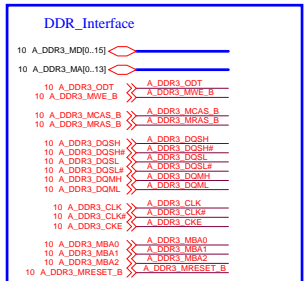 DDR_Interface
10 A_DDR3_MD[0..15]
10 A_DDR3_MA[0..13]
10 A_DDR3_ODT A_DDR3_ODT
10 A_DDR3_MWE_B A_DDR3_MWE_B
10 A_DDR3_MCAS_B A_DDR3_MCAS_B
10 A_DDR3_MRAS_B A_DDR3_MRAS_B
10 A_DDR3_DQSH A_DDR3_DQSH
10 A_DDR3_DQSH# A_DDR3_DQSH#
10 A_DDR3_DQSL A_DDR3_DQSL
10 A_DDR3_DQSL# A_DDR3_DQSL#
10 A_DDR3_DQMH A_DDR3_DQMH
10 A_DDR3_DQML A_DDR3_DQML
10 A_DDR3_CLK A_DDR3_CLK
10 A_DDR3_CLK# A_DDR3_CLK#
10 A_DDR3_CKE A_DDR3_CKE
10 A_DDR3_MBA0 A_DDR3_MBA0
10 A_DDR3_MBA1 A_DDR3_MBA1
10 A_DDR3_MBA2 A_DDR3_MBA2
10 A_DDR3_MRESET_B A_DDR3_MRESET_B